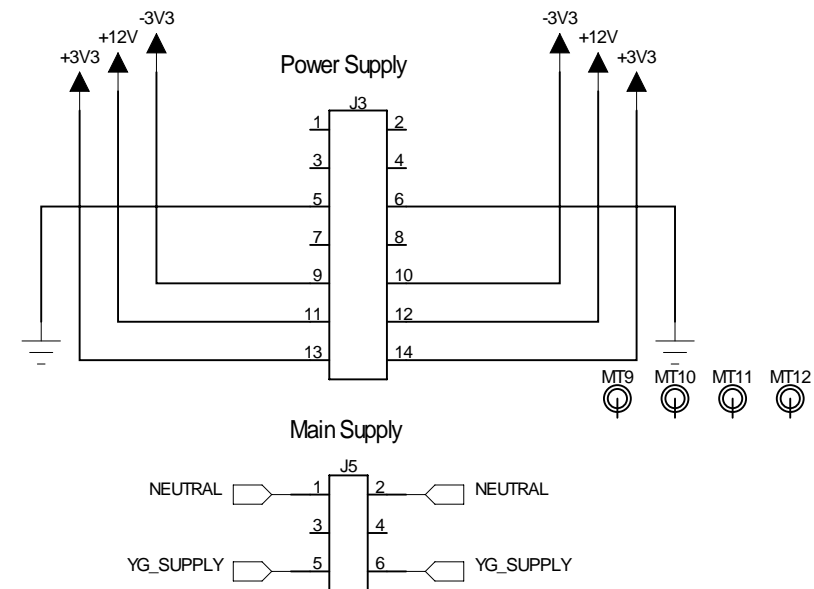 -3V3 -3V3
+12V +12V
+3V3 +3V3
Power Supply
J3
1 2
3 4
5 6
7 8
9 10
11 12
13 14
MT9 MT10 MT11 MT12
Main Supply
J5
NEUTRAL 1 2 NEUTRAL
3 4
YG_SUPPLY 5 6 YG_SUPPLY